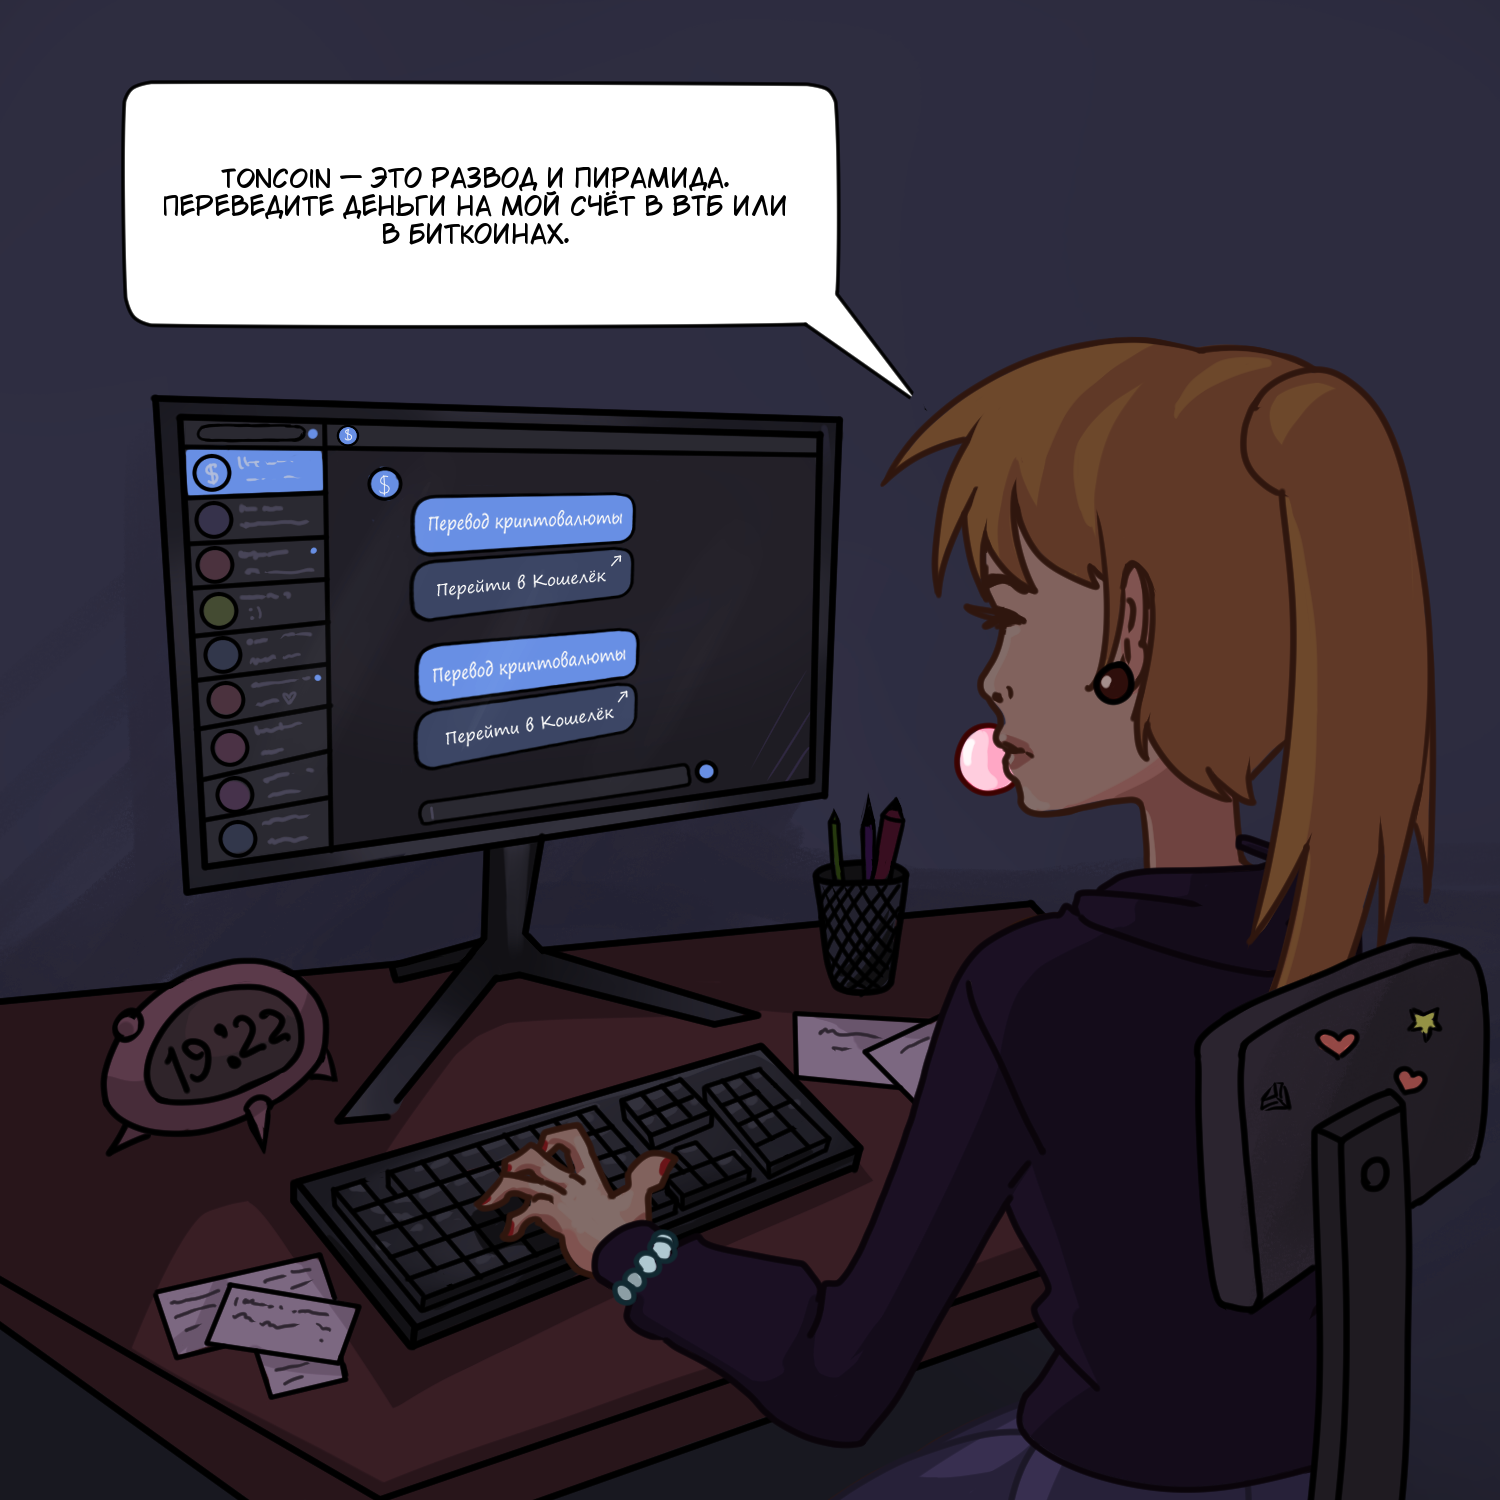 TONCOIN — ЭТО РАЗВОД И ПИРАМИДА.
ПЕРЕВЕДИТЕ ДЕНЬГИ НА МОЙ СЧЁТ В ВТБ ИЛИ
В БИТКОИНАХ.
$
$
$
Перевод криптовалюты
Перейти в Кошелёк
:)
Перевод криптовалюты
Перейти в Кошелёк
19:22